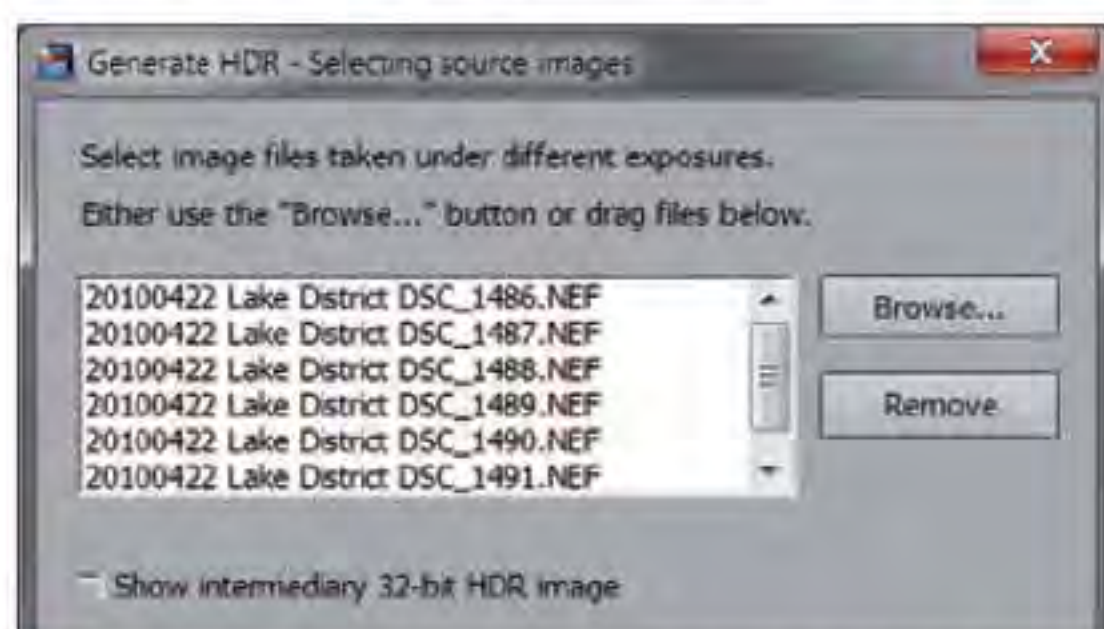 Generate HDR - Selecting source images
Select image files taken under different exposures.
Either use the "Browse..." button or drag files below.
20100422 Lake District DSC_1486.NEF
20100422 Lake District DSC_1487.NEF
20100422 Lake District DSC_1488.NEF
20100422 Lake District DSC_1489.NEF
20100422 Lake District DSC_1490.NEF
20100422 Lake District DSC_1491.NEF
Browse...
Remove
Show intermediary 32-bit HDR image